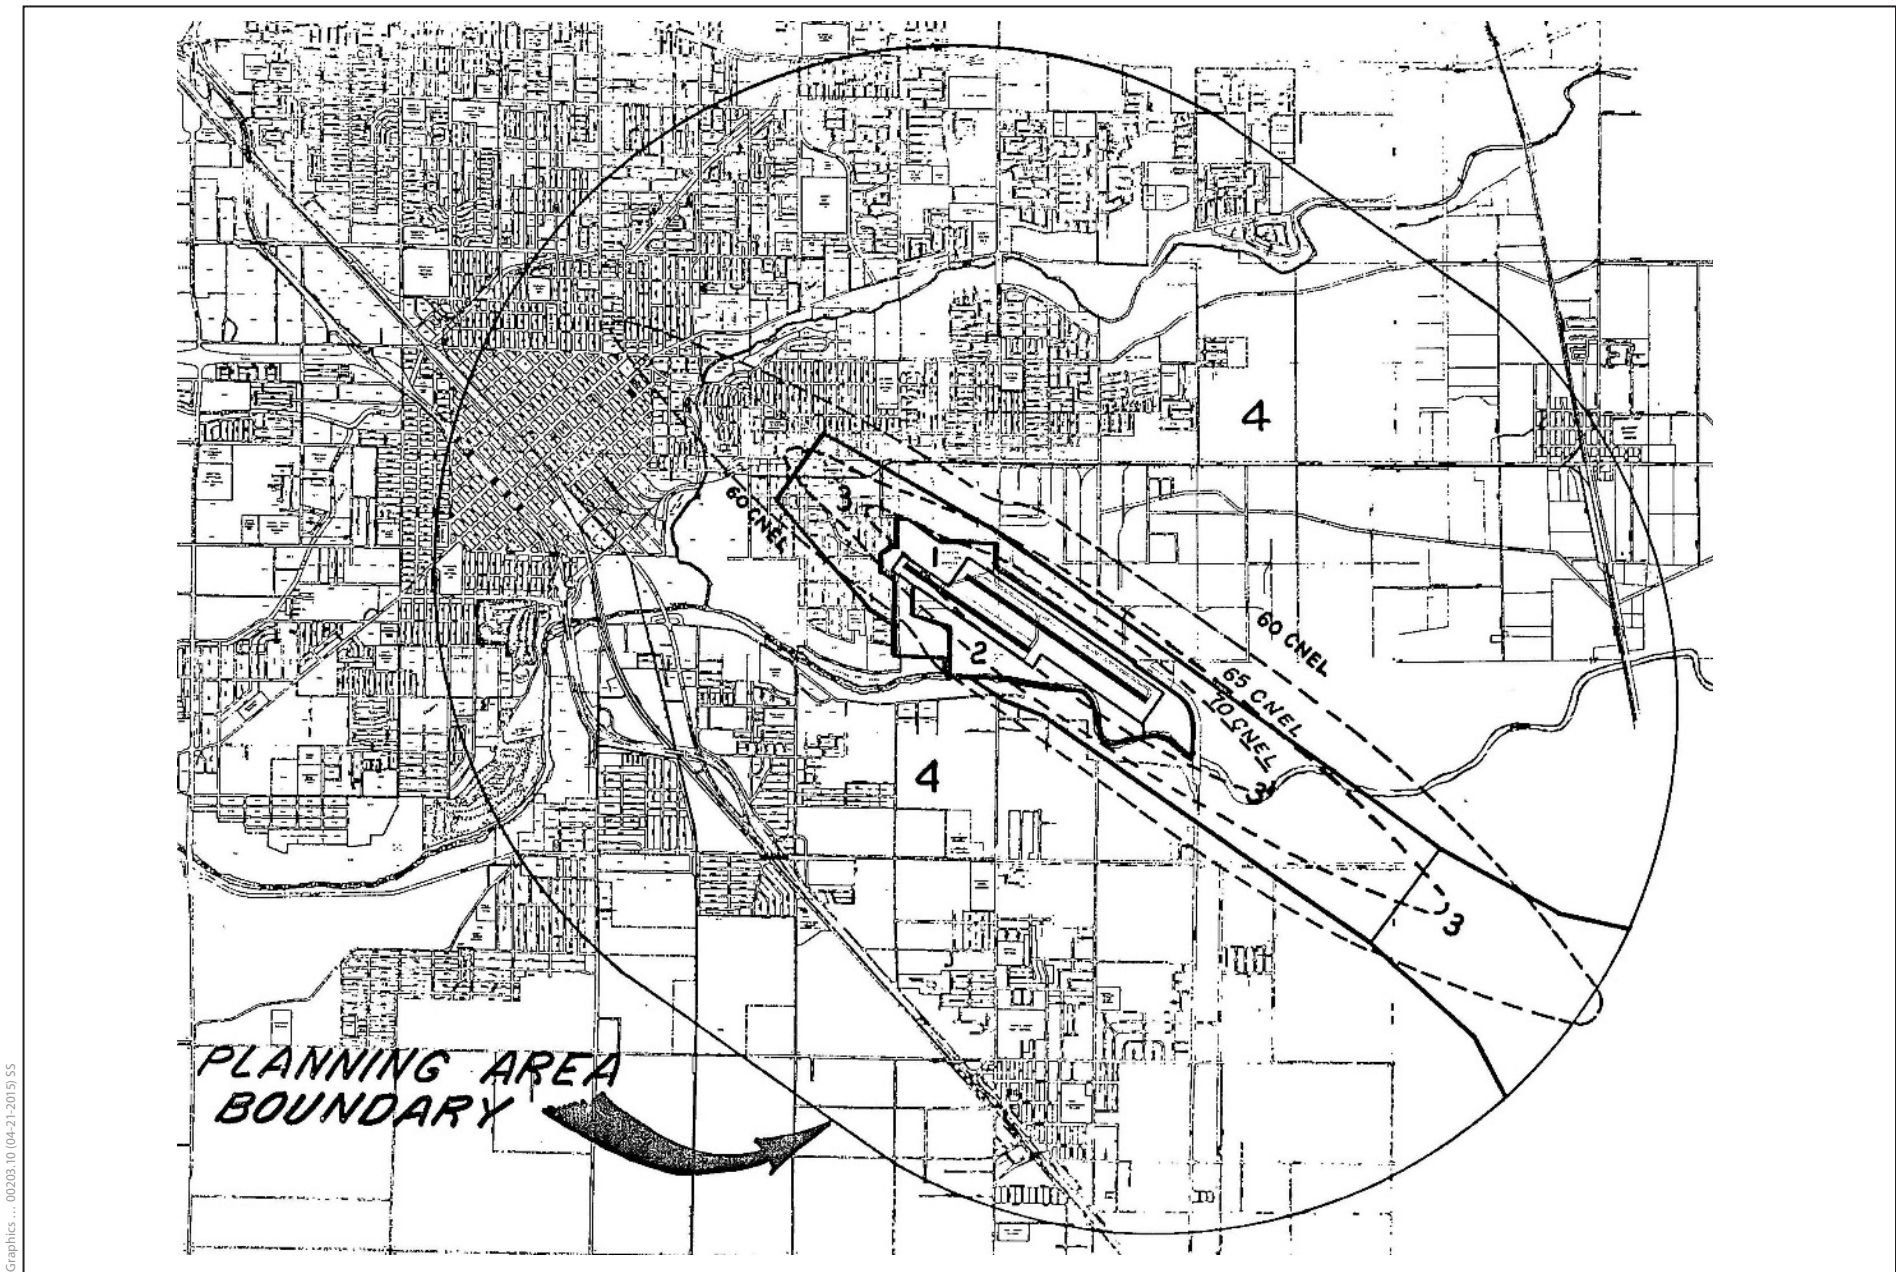 4
3
60 CNEL
1
2
60 CNEL
65 CNEL
70 CNEL
3
4
3
PLANNING AREA
BOUNDARY
Graphics … 00203.10 (04-21-2015) SS